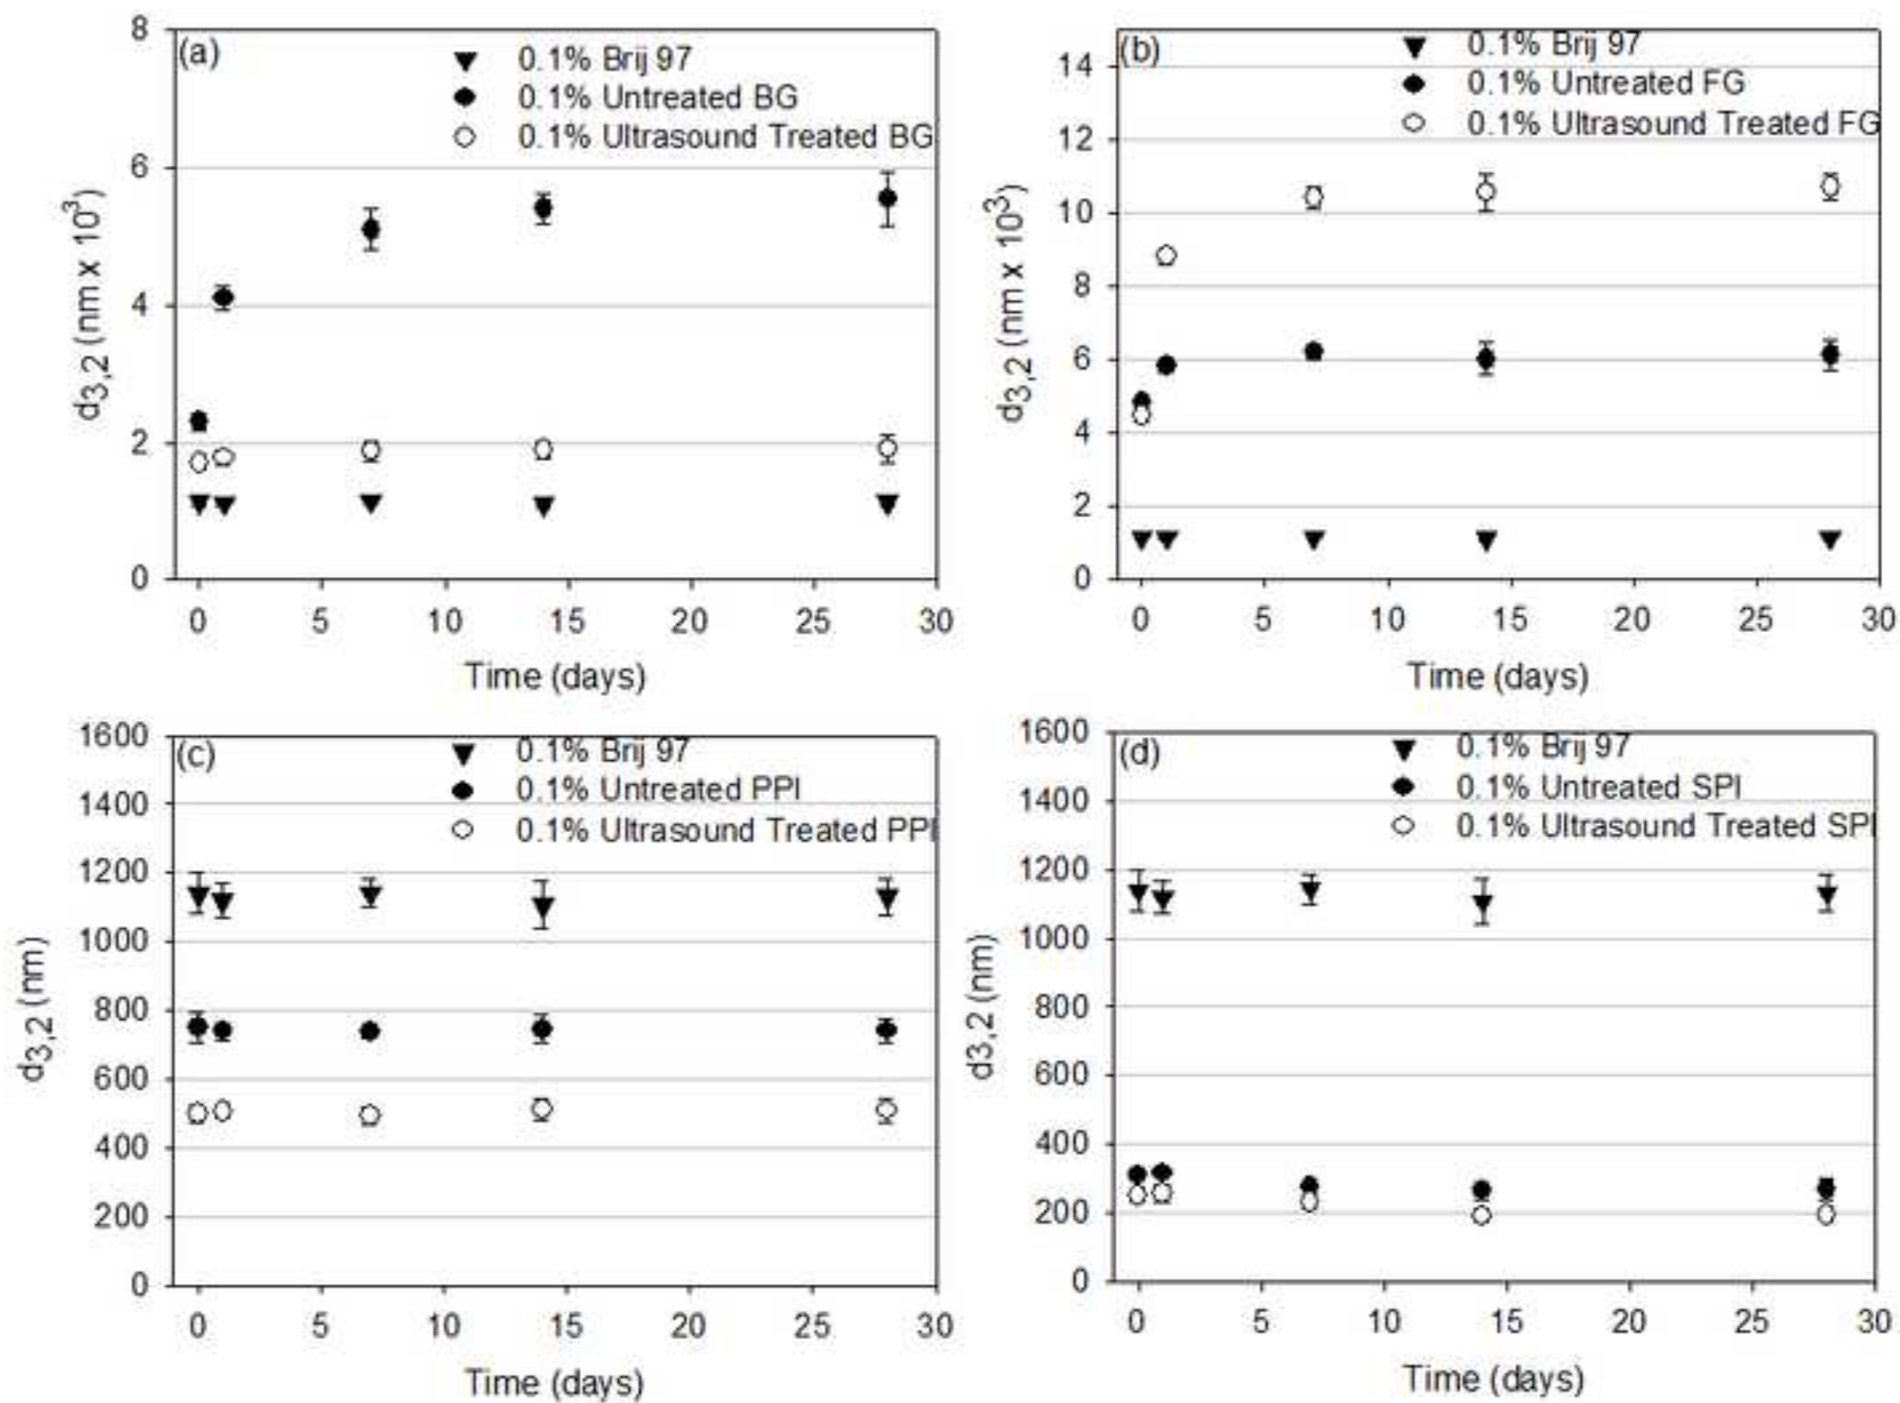 (a)
0.1% Brij 97
0.1% Untreated BG
0.1% Ultrasound Treated BG
8
6
4
2
0
d3,2 (nm x 10³)
0 5 10 15 20 25 30
Time (days)
(b)
0.1% Brij 97
0.1% Untreated FG
0.1% Ultrasound Treated FG
14
12
10
8
6
4
2
0
d3,2 (nm x 10³)
0 5 10 15 20 25 30
Time (days)
(c)
0.1% Brij 97
0.1% Untreated PPI
0.1% Ultrasound Treated PPI
1600
1400
1200
1000
800
600
400
200
0
d3,2 (nm)
0 5 10 15 20 25 30
Time (days)
(d)
0.1% Brij 97
0.1% Untreated SPI
0.1% Ultrasound Treated SPI
1600
1400
1200
1000
800
600
400
200
0
d3,2 (nm)
0 5 10 15 20 25 30
Time (days)